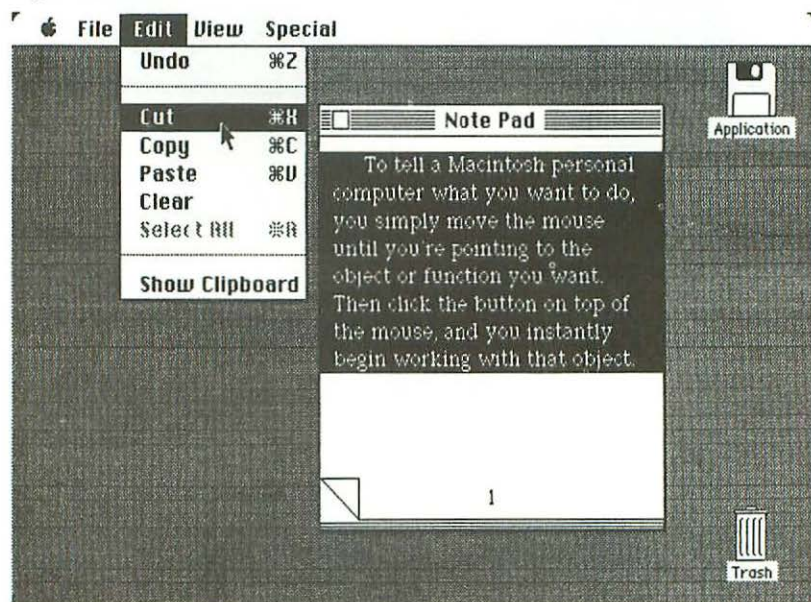 File Edit View Special
Undo ⌘Z
Cut ⌘X
Copy ⌘C
Paste ⌘V
Clear
Select All ⌘A
Show Clipboard
Note Pad
To tell a Macintosh personal
computer what you want to do,
you simply move the mouse
until you're pointing to the
object or function you want.
Then click the button on top of
the mouse, and you instantly
begin working with that object.
1
Application
Trash